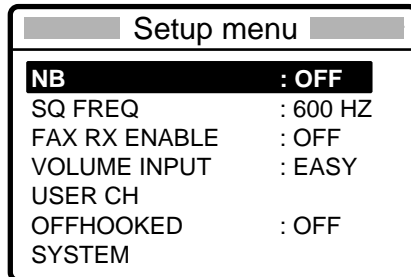 Setup menu
NB : OFF
SQ FREQ : 600 HZ
FAX RX ENABLE : OFF
VOLUME INPUT : EASY
USER CH
OFFHOOKED : OFF
SYSTEM